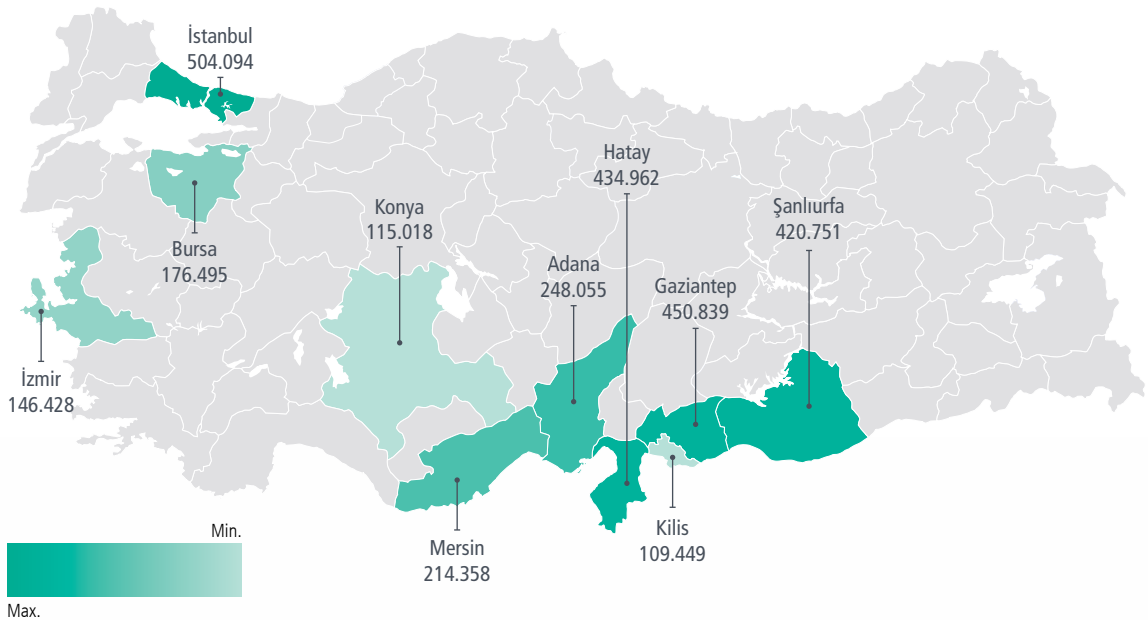 İstanbul
504.094
Hatay
434.962
Konya
115.018
Şanlıurfa
420.751
Bursa
176.495
Adana
248.055
Gaziantep
450.839
İzmir
146.428
Min.
Max.
Mersin
214.358
Kilis
109.449